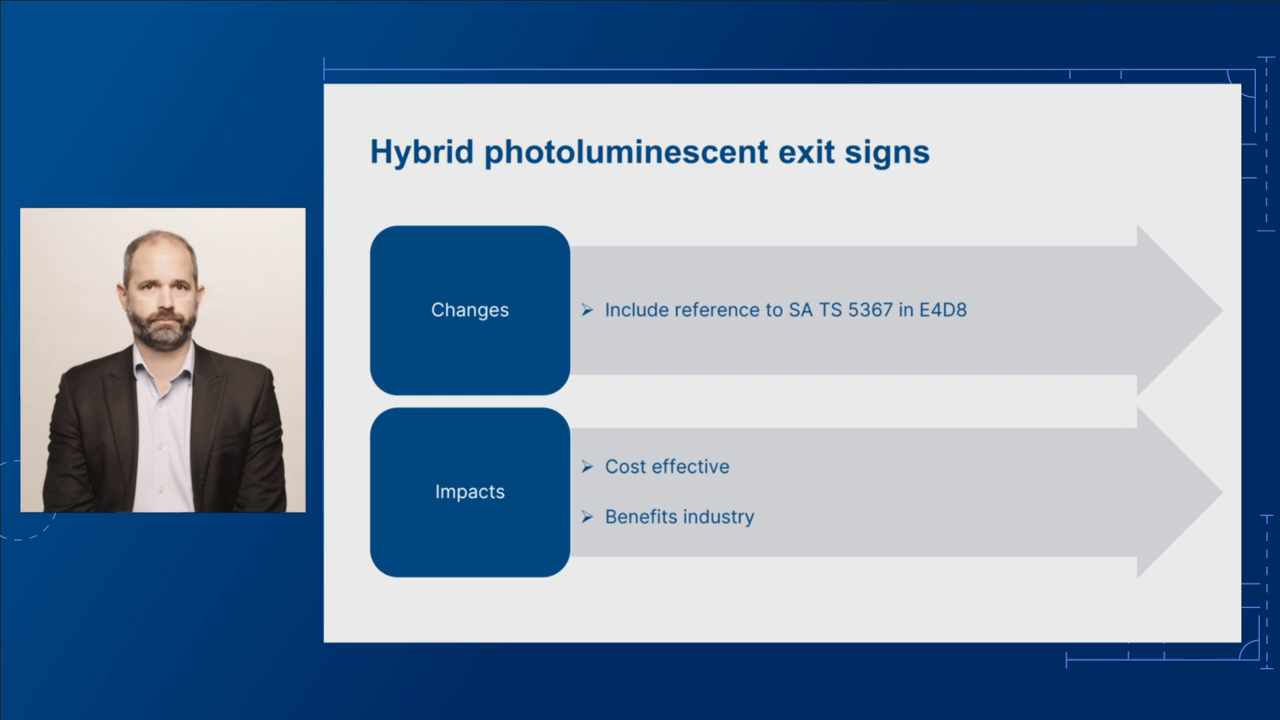 Hybrid photoluminescent exit signs
Changes
Include reference to SA TS 5367 in E4D8
Impacts
Cost effective
Benefits industry